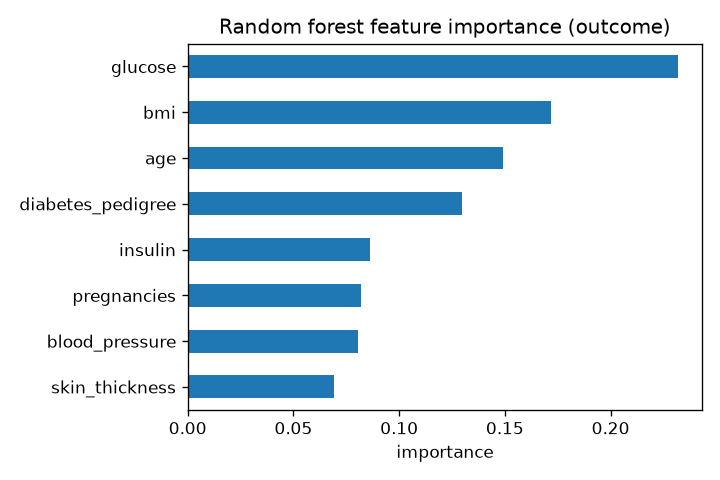 Random forest feature importance (outcome)
glucose
bmi
age
diabetes_pedigree
insulin
pregnancies
blood_pressure
skin_thickness
0.00 0.05 0.10 0.15 0.20
importance